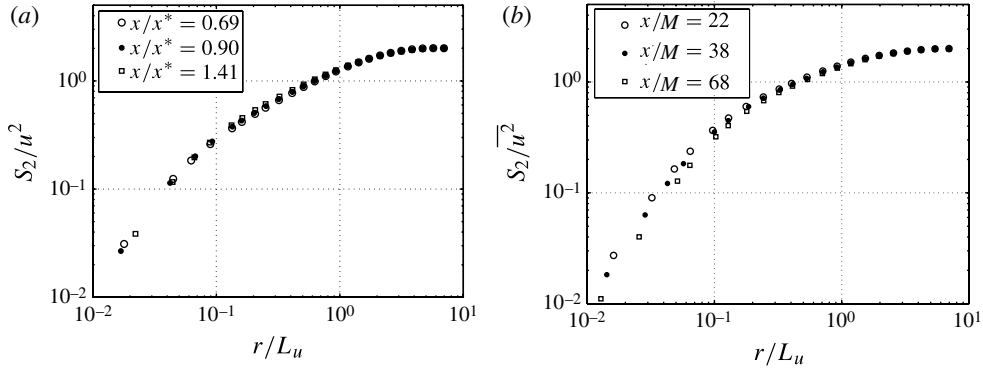 (a)
x/x* = 0.69
x/x* = 0.90
x/x* = 1.41
10^0
10^-1
10^-2
S_2/u^2
10^-2
10^-1
10^0
10^1
r/L_u
(b)
x/M = 22
x/M = 38
x/M = 68
10^0
10^-1
10^-2
S_2/\overline{u^2}
10^-2
10^-1
10^0
10^1
r/L_u